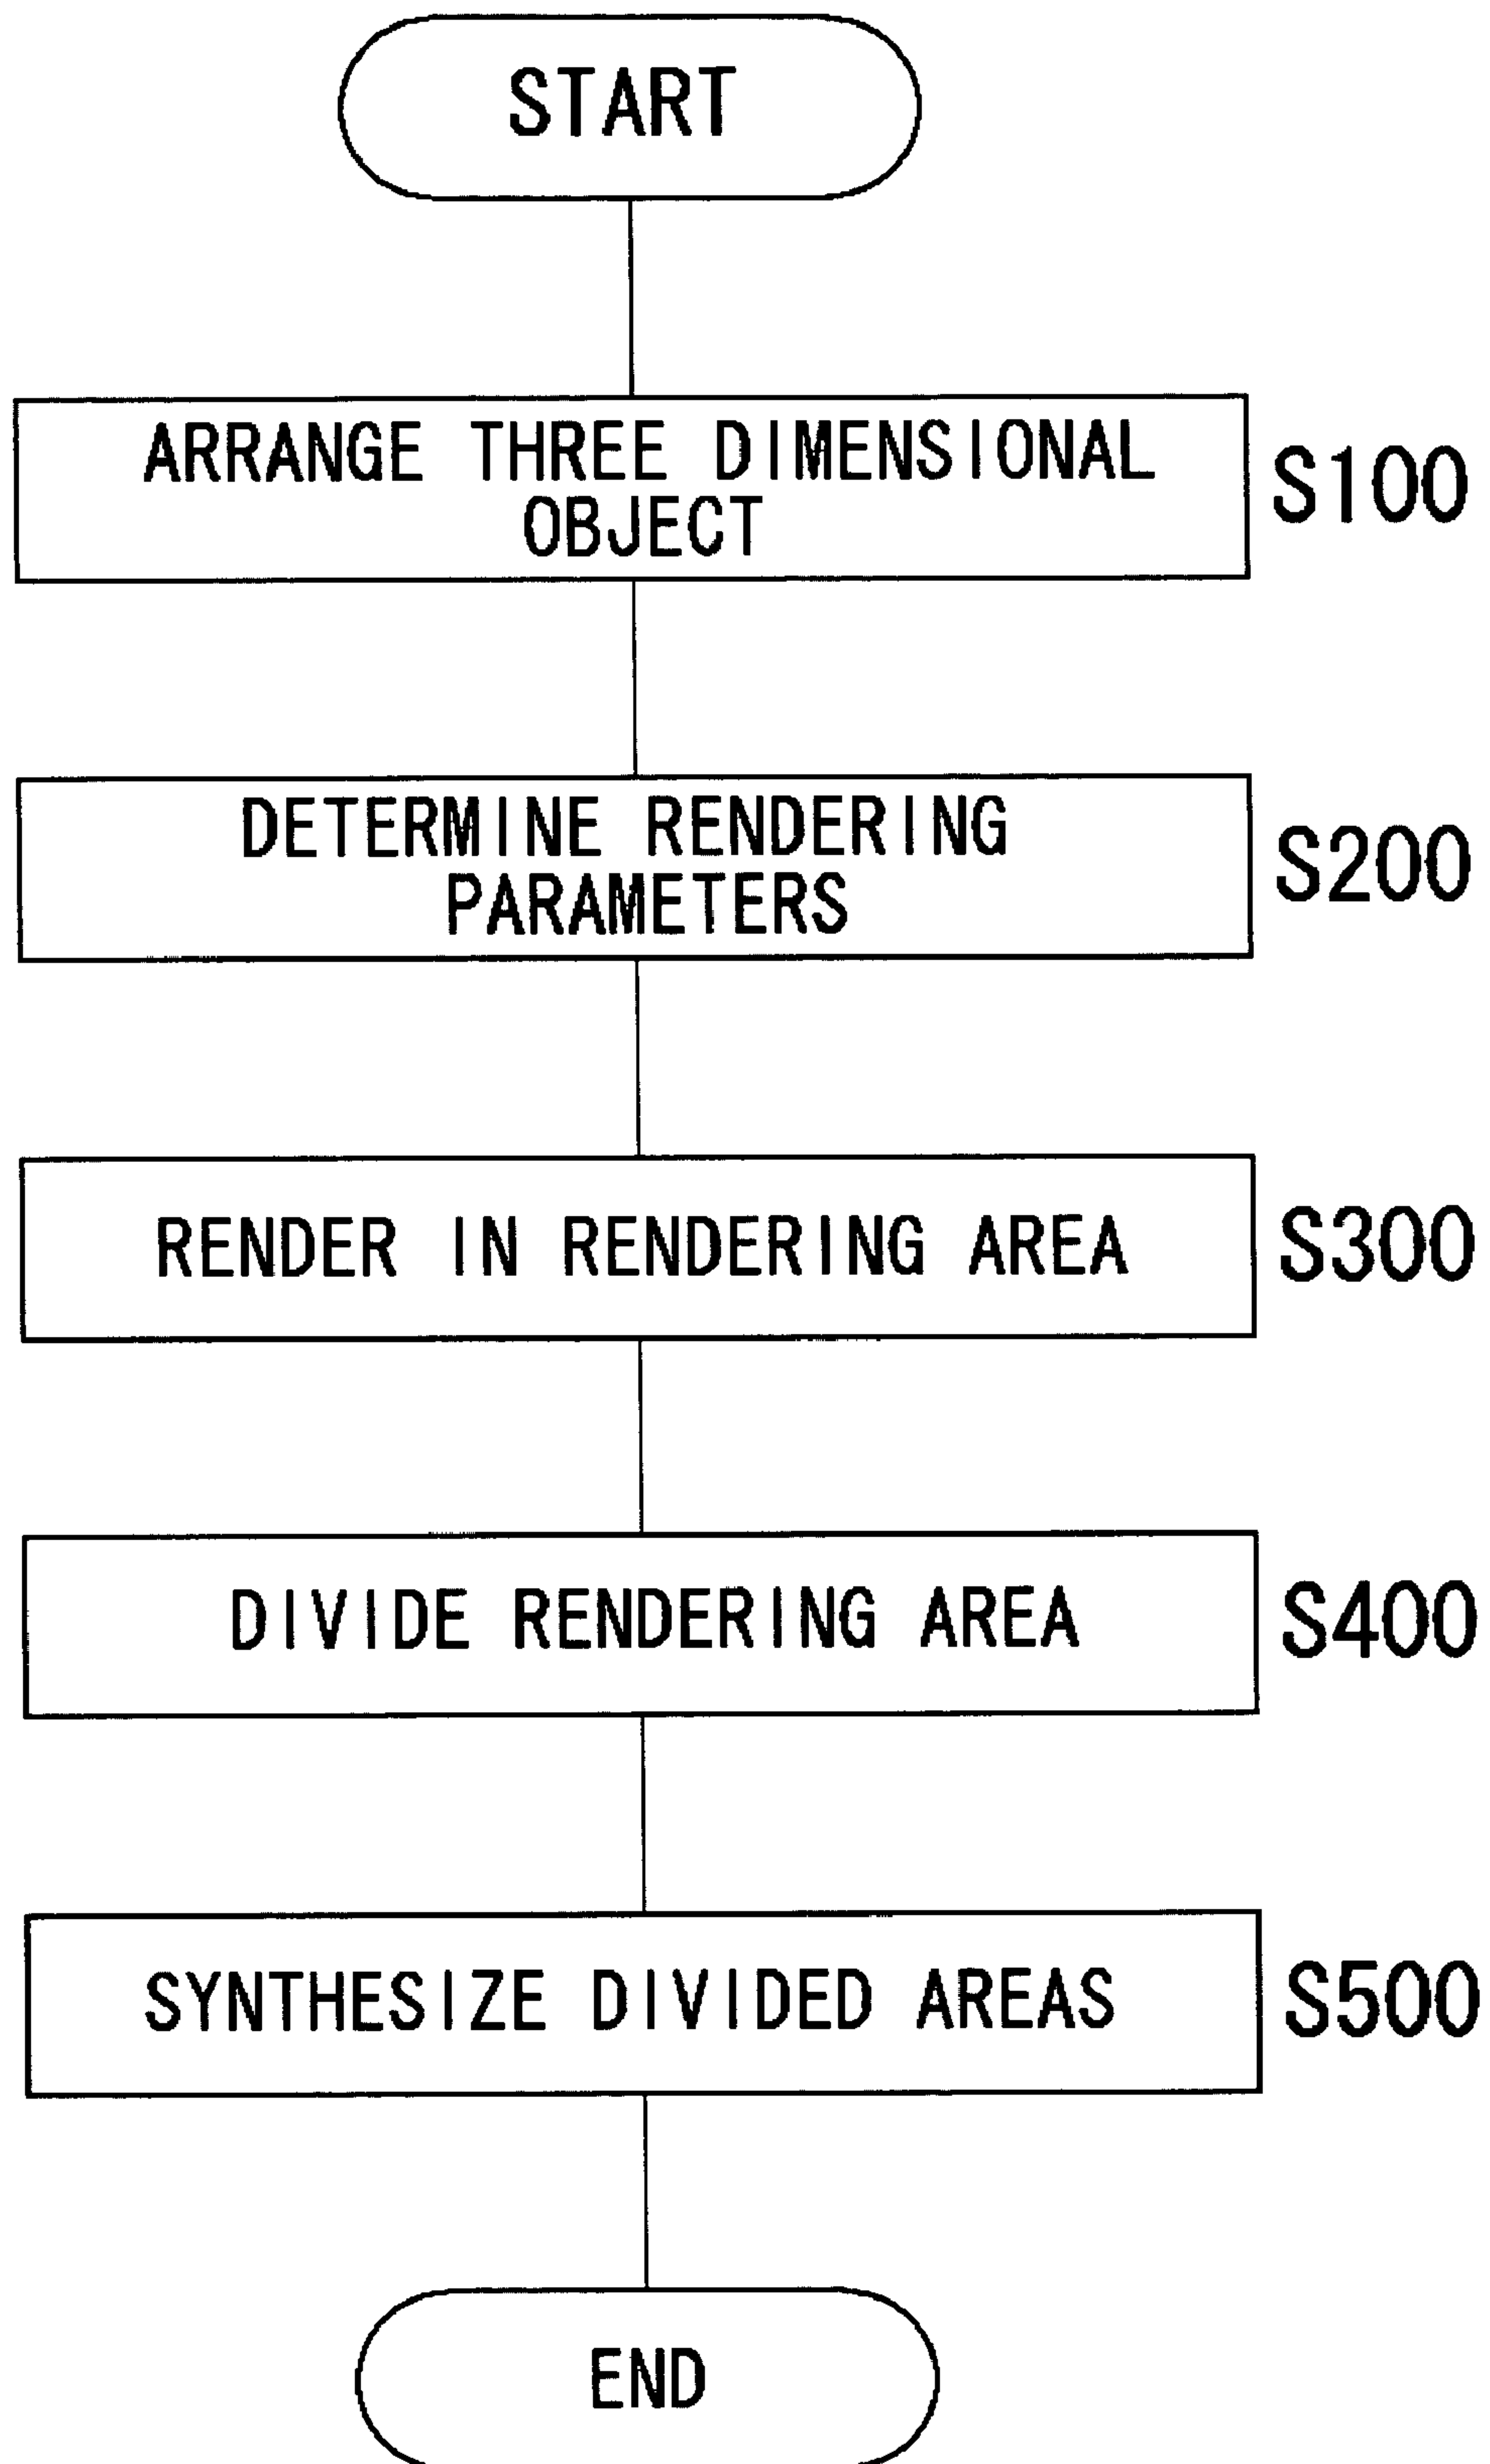 START
ARRANGE THREE DIMENSIONAL
OBJECT
S100
DETERMINE RENDERING
PARAMETERS
S200
RENDER IN RENDERING AREA
S300
DIVIDE RENDERING AREA
S400
SYNTHESIZE DIVIDED AREAS
S500
END